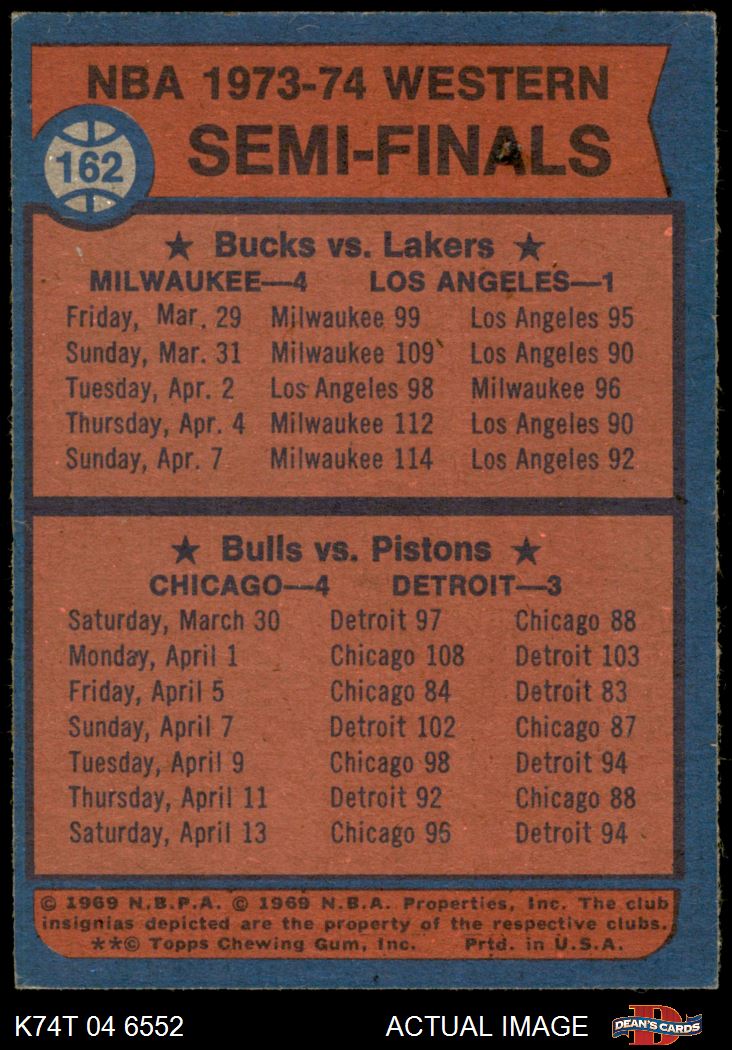 NBA 1973-74 WESTERN
162
SEMI-FINALS
★ Bucks vs. Lakers ★
MILWAUKEE—4 LOS ANGELES—1
Friday, Mar. 29 Milwaukee 99 Los Angeles 95
Sunday, Mar. 31 Milwaukee 109 Los Angeles 90
Tuesday, Apr. 2 Los Angeles 98 Milwaukee 96
Thursday, Apr. 4 Milwaukee 112 Los Angeles 90
Sunday, Apr. 7 Milwaukee 114 Los Angeles 92
★ Bulls vs. Pistons ★
CHICAGO—4 DETROIT—3
Saturday, March 30 Detroit 97 Chicago 88
Monday, April 1 Chicago 108 Detroit 103
Friday, April 5 Chicago 84 Detroit 83
Sunday, April 7 Detroit 102 Chicago 87
Tuesday, April 9 Chicago 98 Detroit 94
Thursday, April 11 Detroit 92 Chicago 88
Saturday, April 13 Chicago 96 Detroit 94
© 1969 N.B.P.A. © 1969 N.B.A. Properties, Inc. The club
insignias depicted are the property of the respective clubs.
**© Topps Chewing Gum, Inc. Prtd. in U.S.A.
K74T 04 6552 ACTUAL IMAGE D DEAN'S CARDS